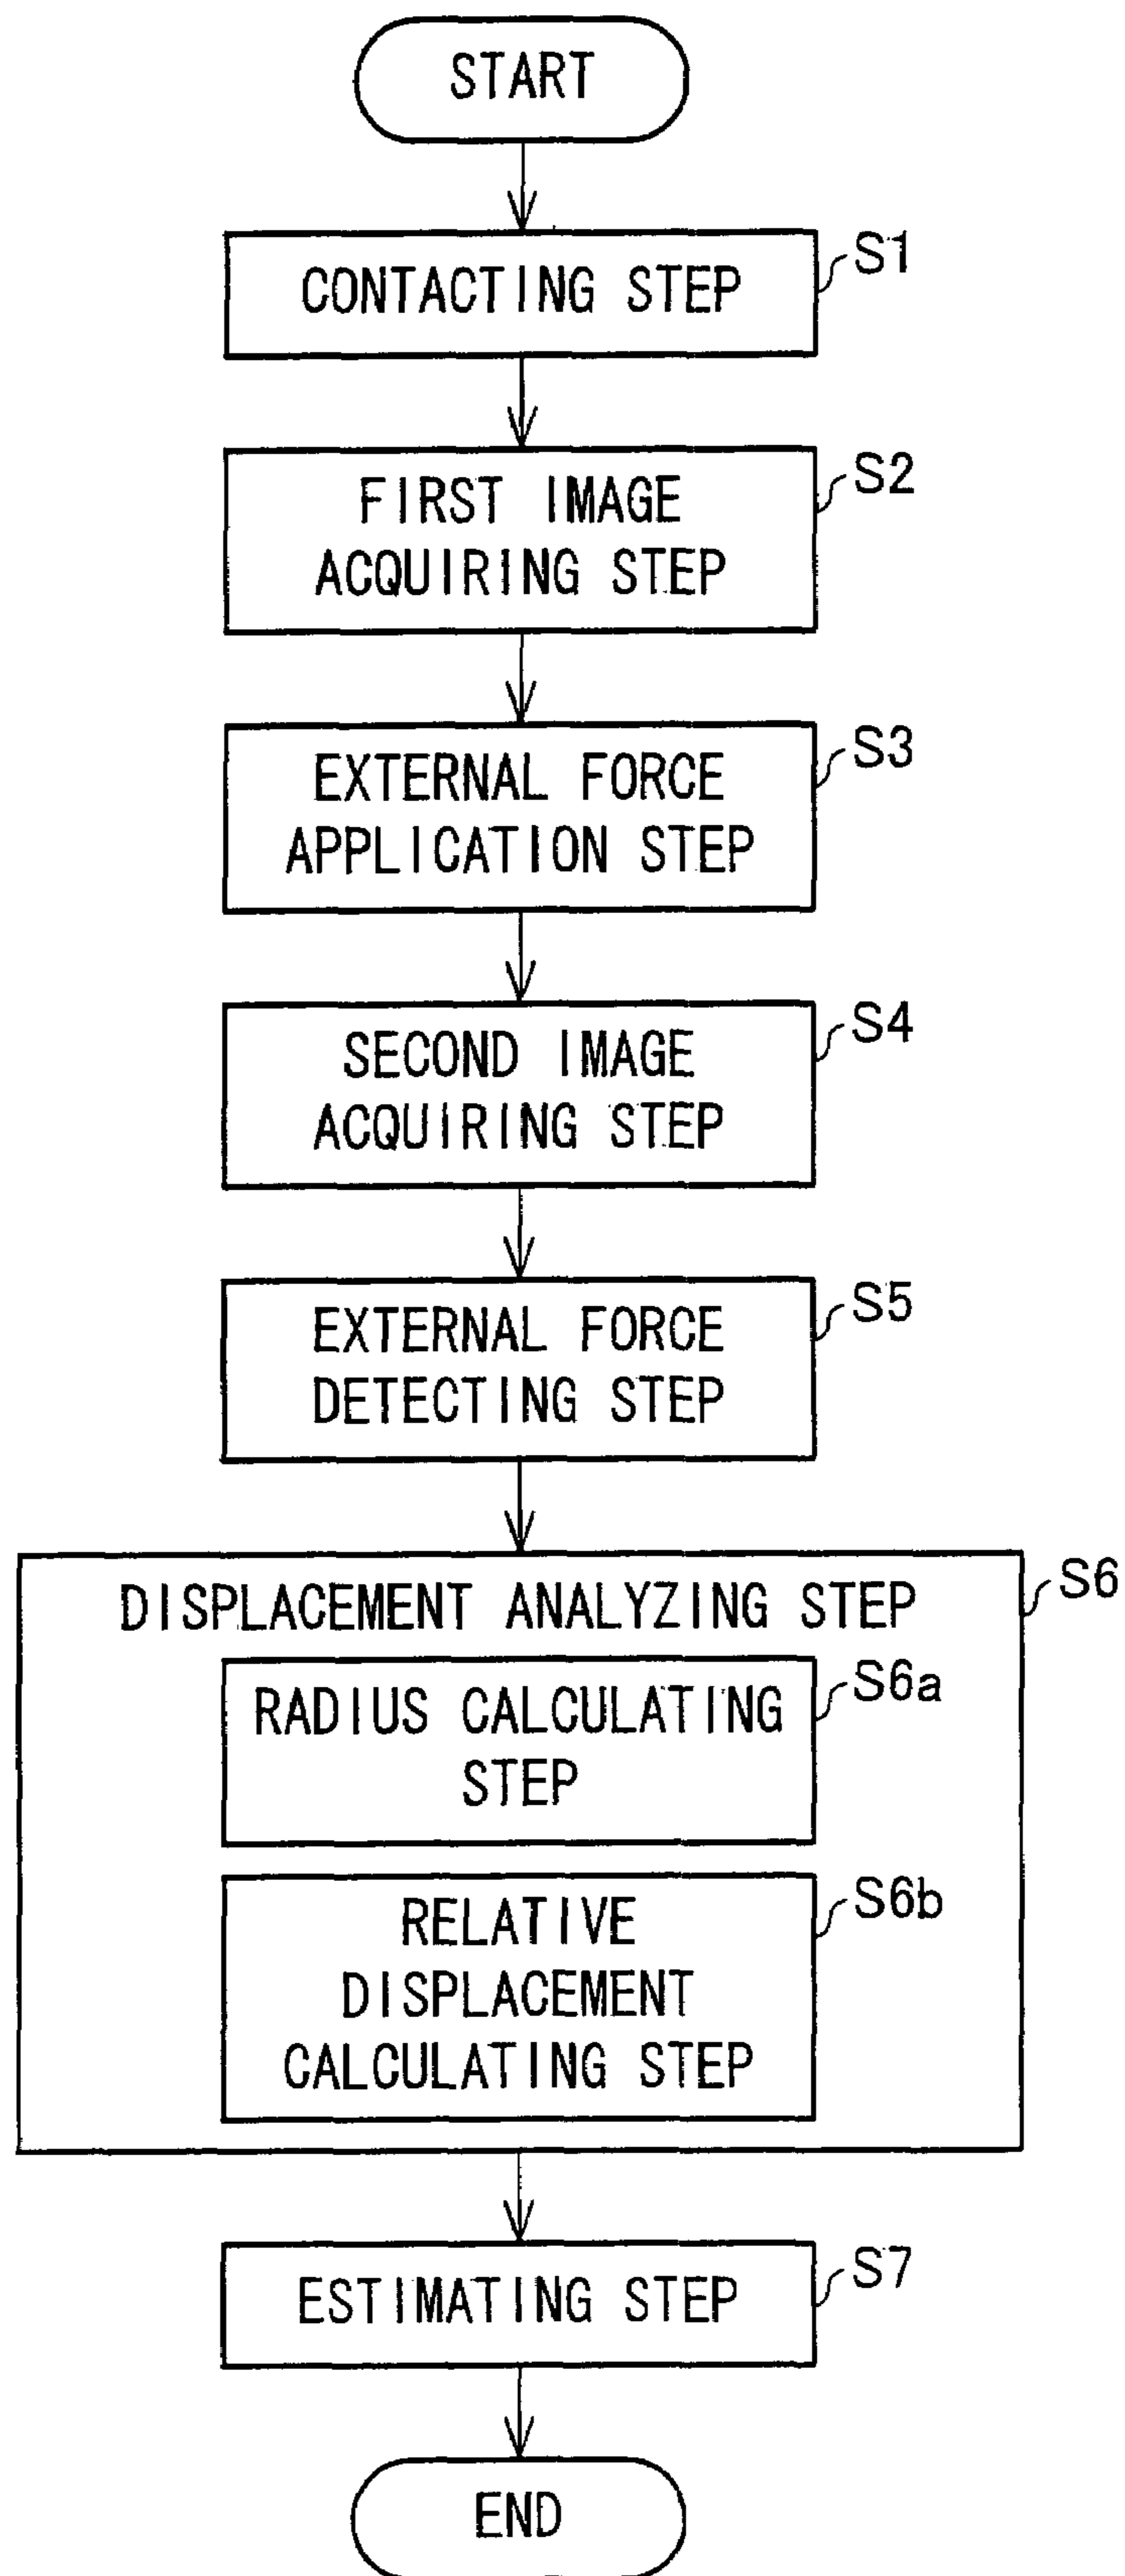 START
CONTACTING STEP
S1
FIRST IMAGE
ACQUIRING STEP
S2
EXTERNAL FORCE
APPLICATION STEP
S3
SECOND IMAGE
ACQUIRING STEP
S4
EXTERNAL FORCE
DETECTING STEP
S5
DISPLACEMENT ANALYZING STEP
S6
RADIUS CALCULATING
STEP
S6a
RELATIVE
DISPLACEMENT
CALCULATING STEP
S6b
ESTIMATING STEP
S7
END